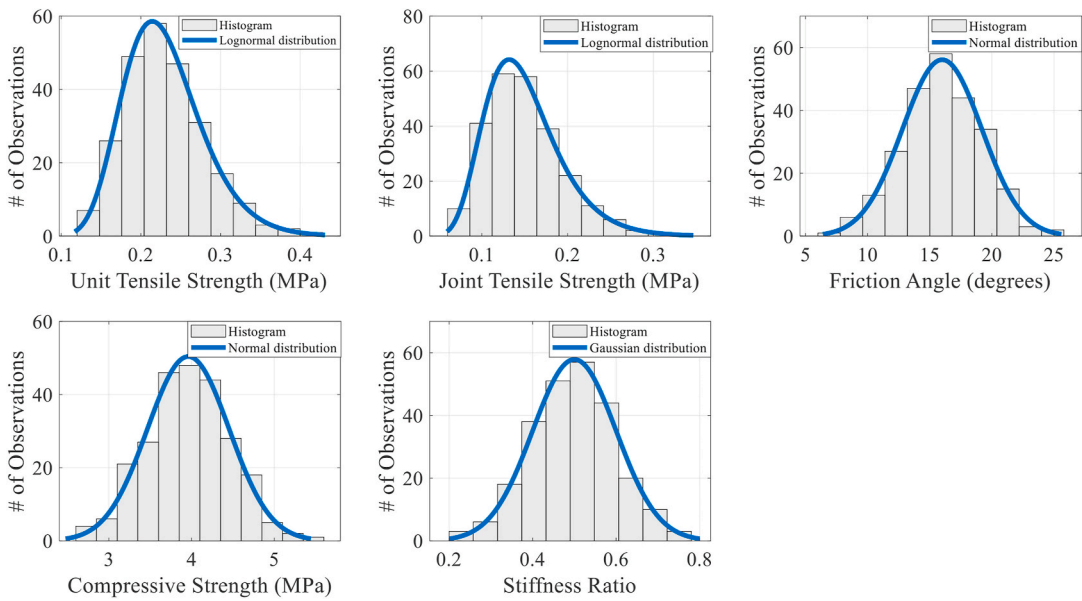 60
40
20
0
# of Observations
Histogram
Lognormal distribution
0.1
0.2
0.3
0.4
Unit Tensile Strength (MPa)
80
60
40
20
0
# of Observations
Histogram
Lognormal distribution
0.1
0.2
0.3
Joint Tensile Strength (MPa)
60
40
20
0
# of Observations
Histogram
Normal distribution
5
10
15
20
25
Friction Angle (degrees)
60
40
20
0
# of Observations
Histogram
Normal distribution
3
4
5
Compressive Strength (MPa)
60
40
20
0
# of Observations
Histogram
Gaussian distribution
0.2
0.4
0.6
0.8
Stiffness Ratio